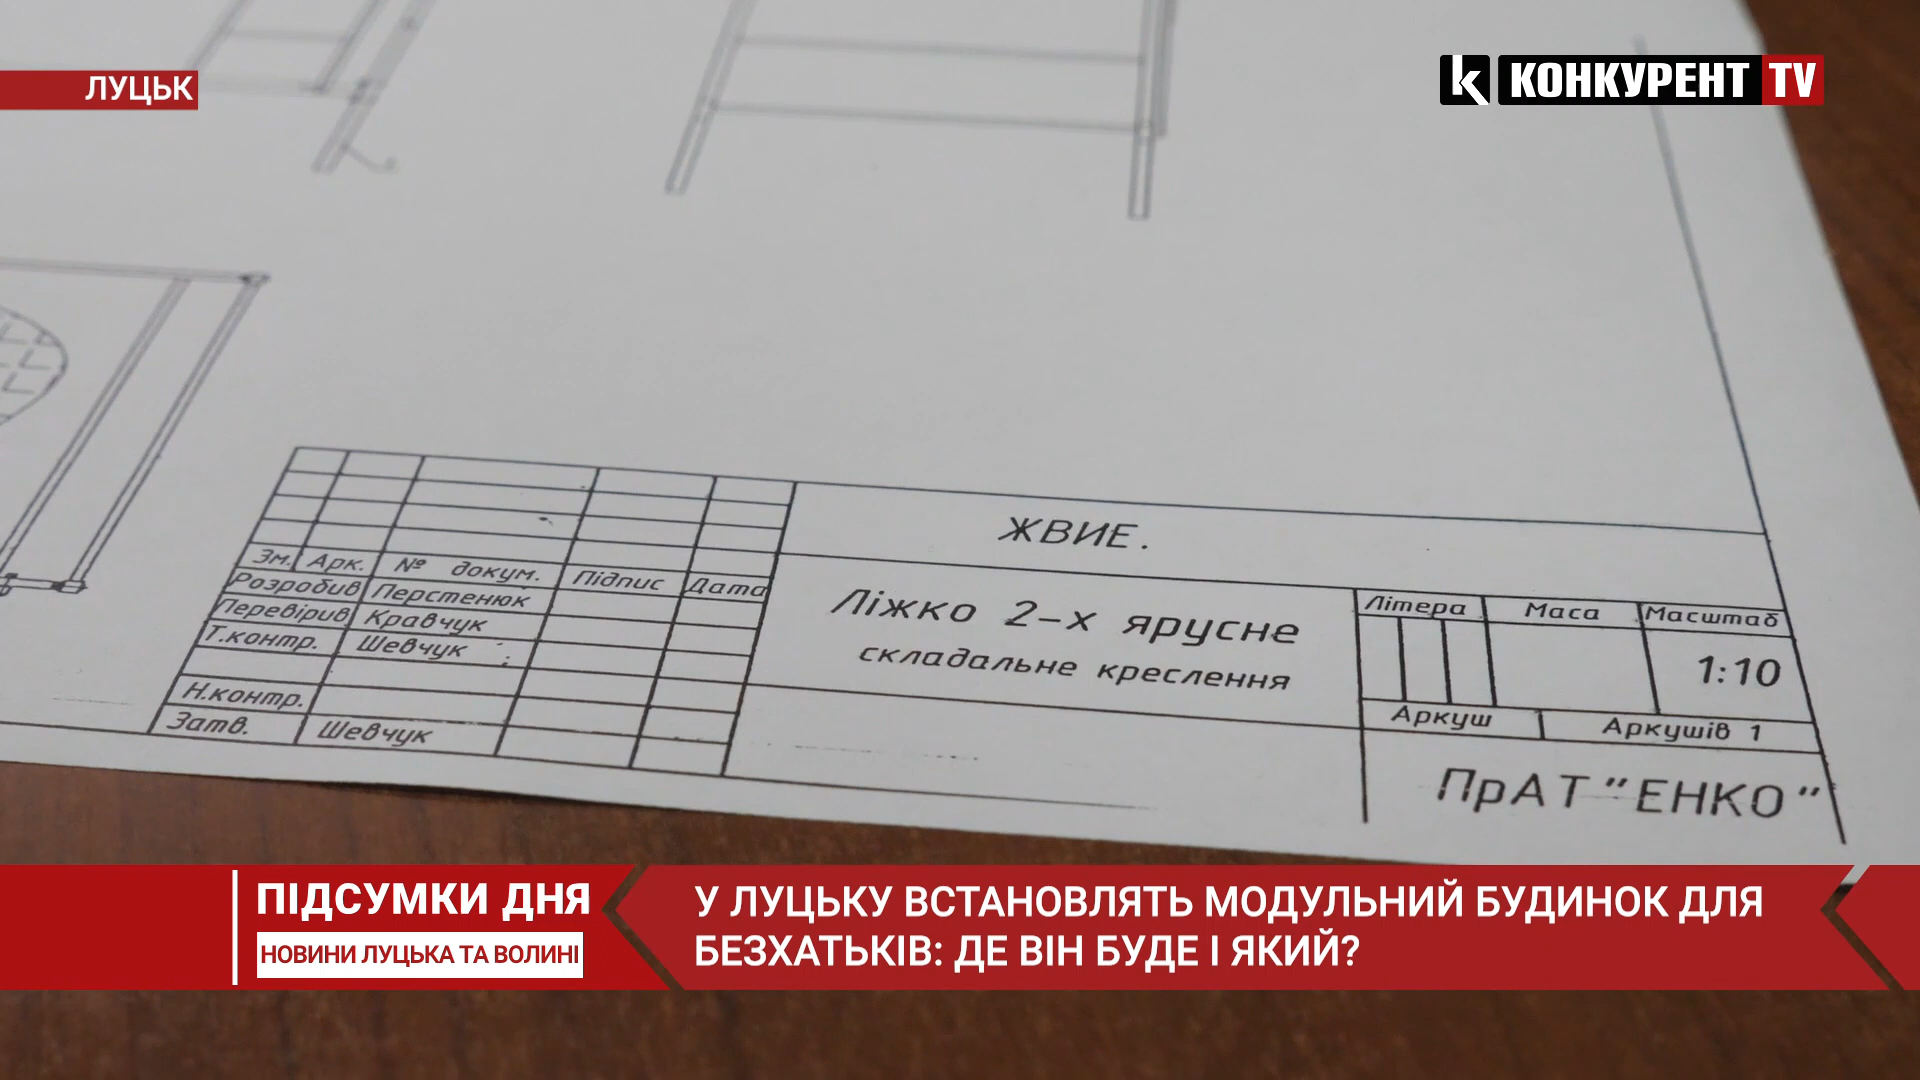 ЛУЦЬК
КОНКУРЕНТ TV
ЖВИЕ.
Зм. Арк. № докум. Підпис Дата
Розробив Перстенюк
Перевірив Кравчук
Т.контр. Шевчук
Н.контр.
Затв. Шевчук
Ліжко 2-х ярусне
складальне креслення
Літера Маса Масштаб
1:10
Аркуш Аркушів 1
ПрАТ "ЕНКО"
ПІДСУМКИ ДНЯ
НОВИНИ ЛУЦЬКА ТА ВОЛИНІ
У ЛУЦЬКУ ВСТАНОВЛЯТЬ МОДУЛЬНИЙ БУДИНОК ДЛЯ
БЕЗХАТЬКІВ: ДЕ ВІН БУДЕ І ЯКИЙ?